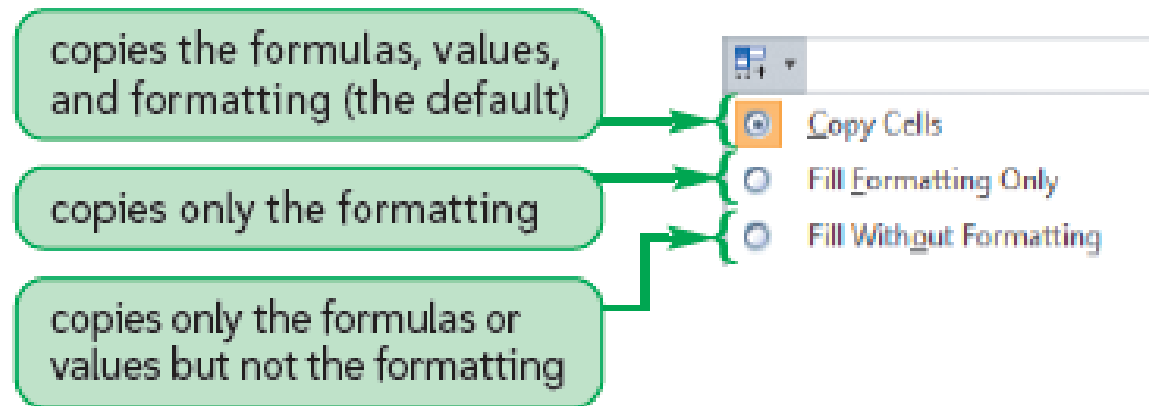 copies the formulas, values,
and formatting (the default)
Copy Cells
copies only the formatting
Fill Formatting Only
Fill Without Formatting
copies only the formulas or
values but not the formatting